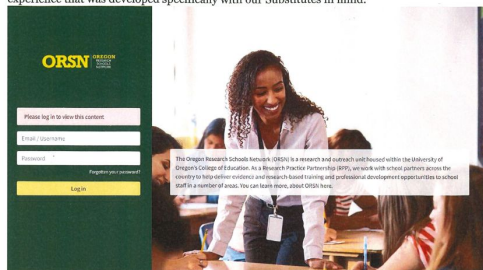 experience that was developed specifically with our Substitutes in mind.
ORSN OREGON
RESEARCH
SCHOOLS
NETWORK
Please log in to view this content
Email / Username
Password
Forgotten your password?
Log in
The Oregon Research Schools Network (ORSN) is a research and outreach unit housed within the University of
Oregon's College of Education. As a Research Practice Partnership (RPP), we work with school partners across the
country to help deliver evidence and research-based training and professional development opportunities to school
staff in a number of areas. You can learn more, about ORSN here.